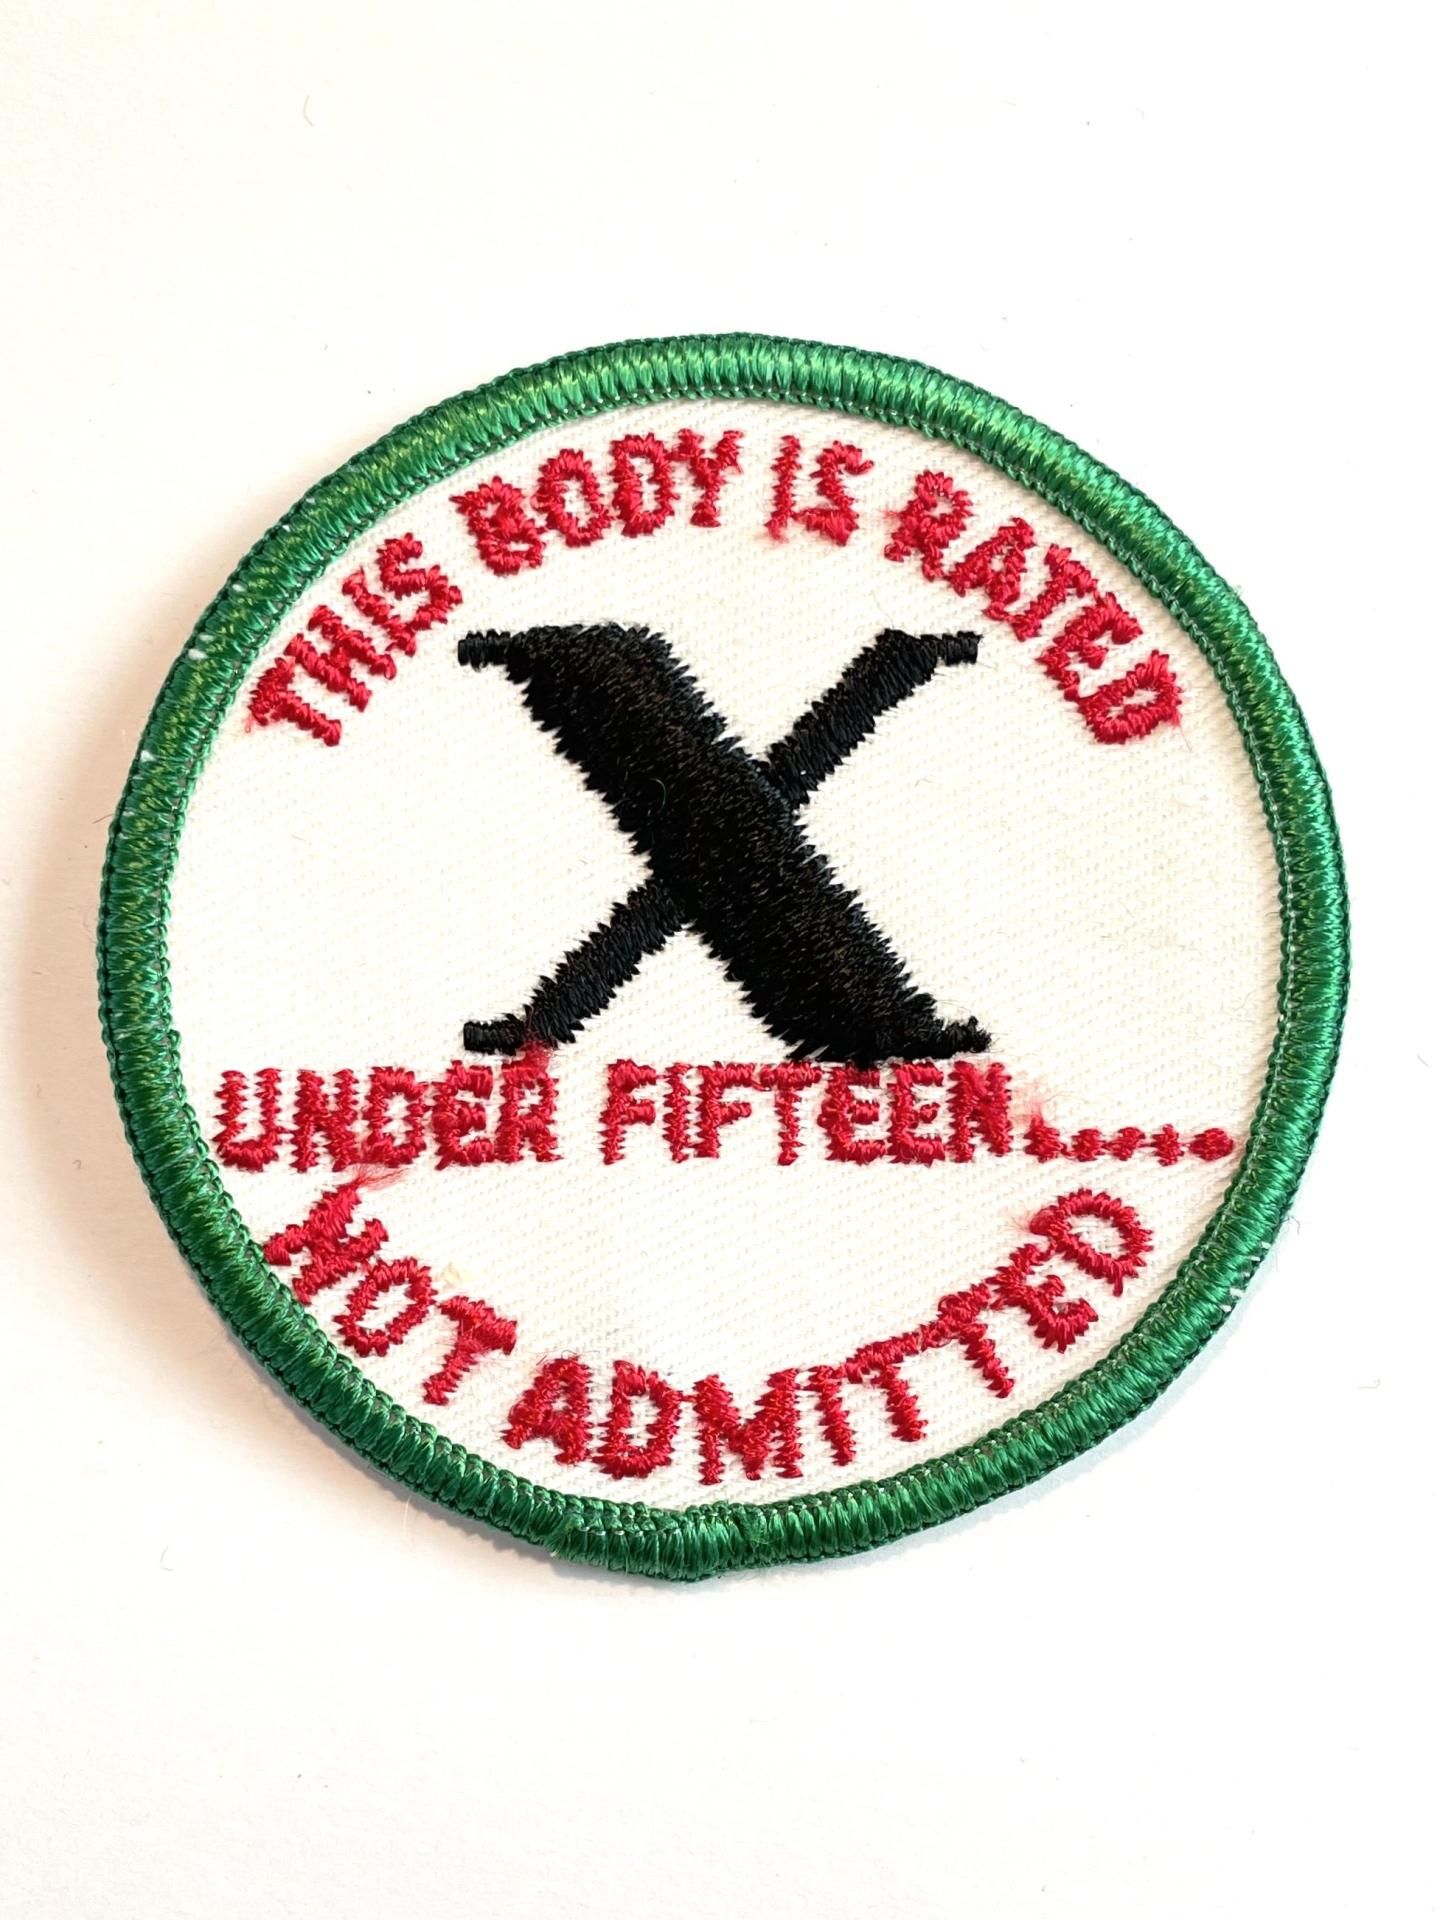 THIS BODY IS RATED
X
UNDER FIFTEEN.....
NOT ADMITTED